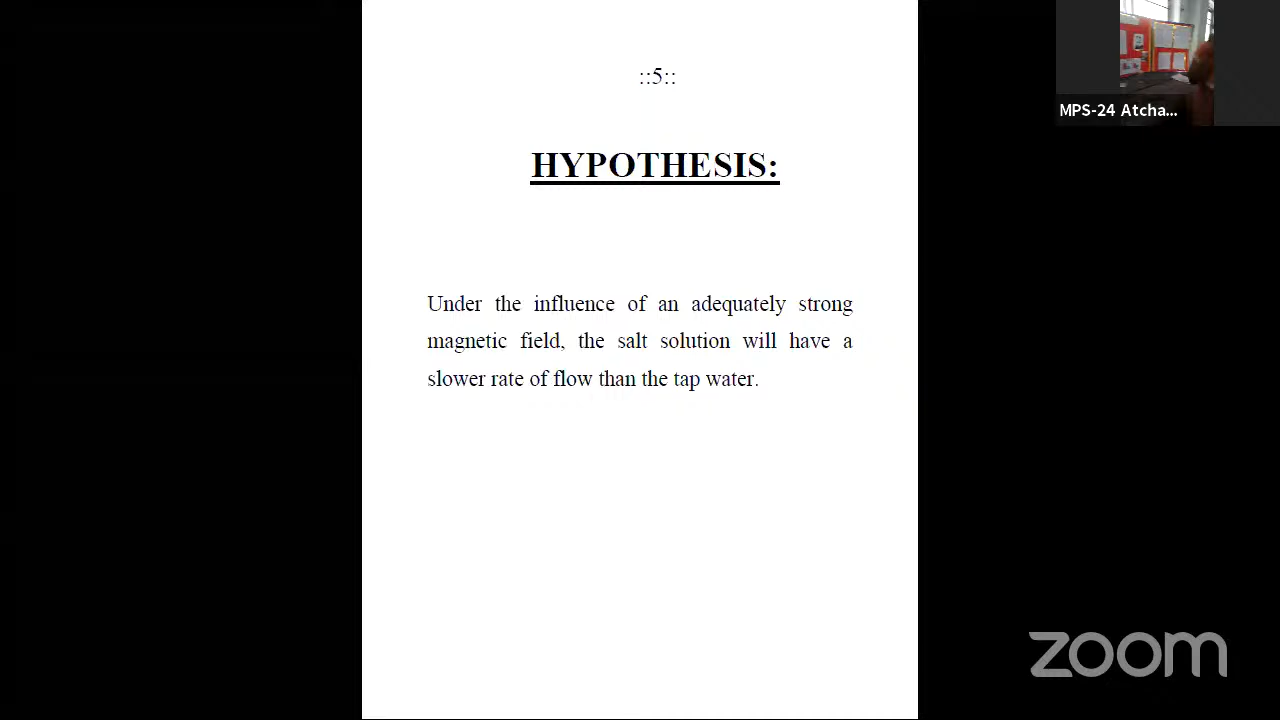 ::5::
MPS-24 Atcha...
HYPOTHESIS:
Under the influence of an adequately strong
magnetic field, the salt solution will have a
slower rate of flow than the tap water.
zoom